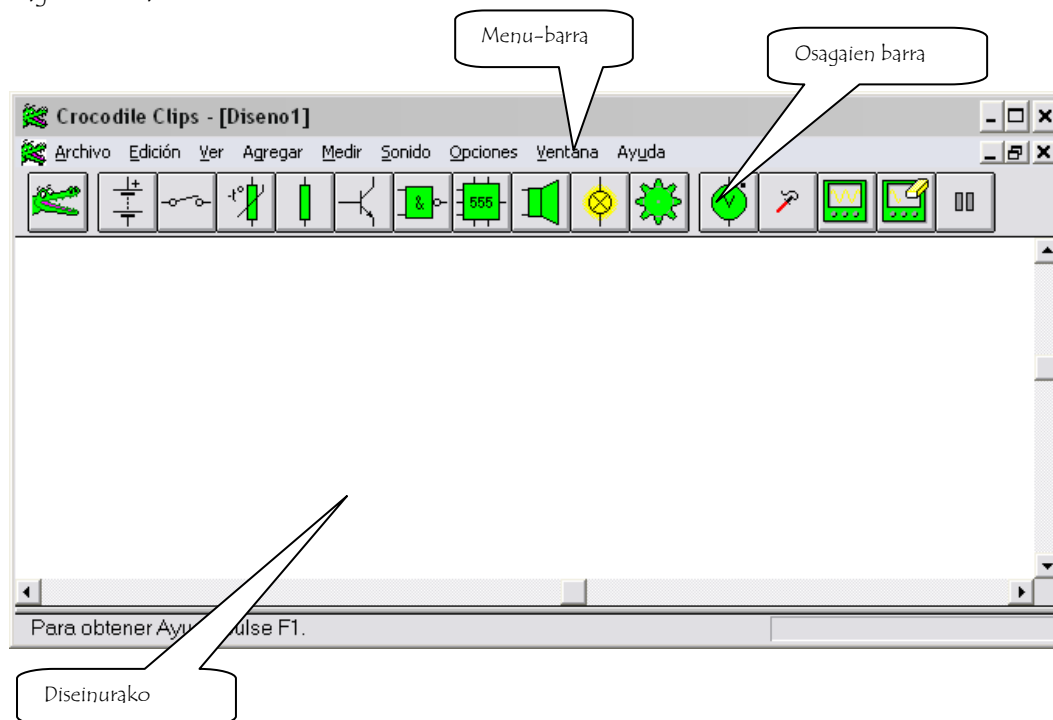 Menu-barra
Osagaien barra
Crocodile Clips - [Diseno1]
Archivo Edición Ver Agregar Medir Sonido Opciones Ventana Ayuda
+
-t° & 555 V
Para obtener Ayu ulse F1.
Diseinurako